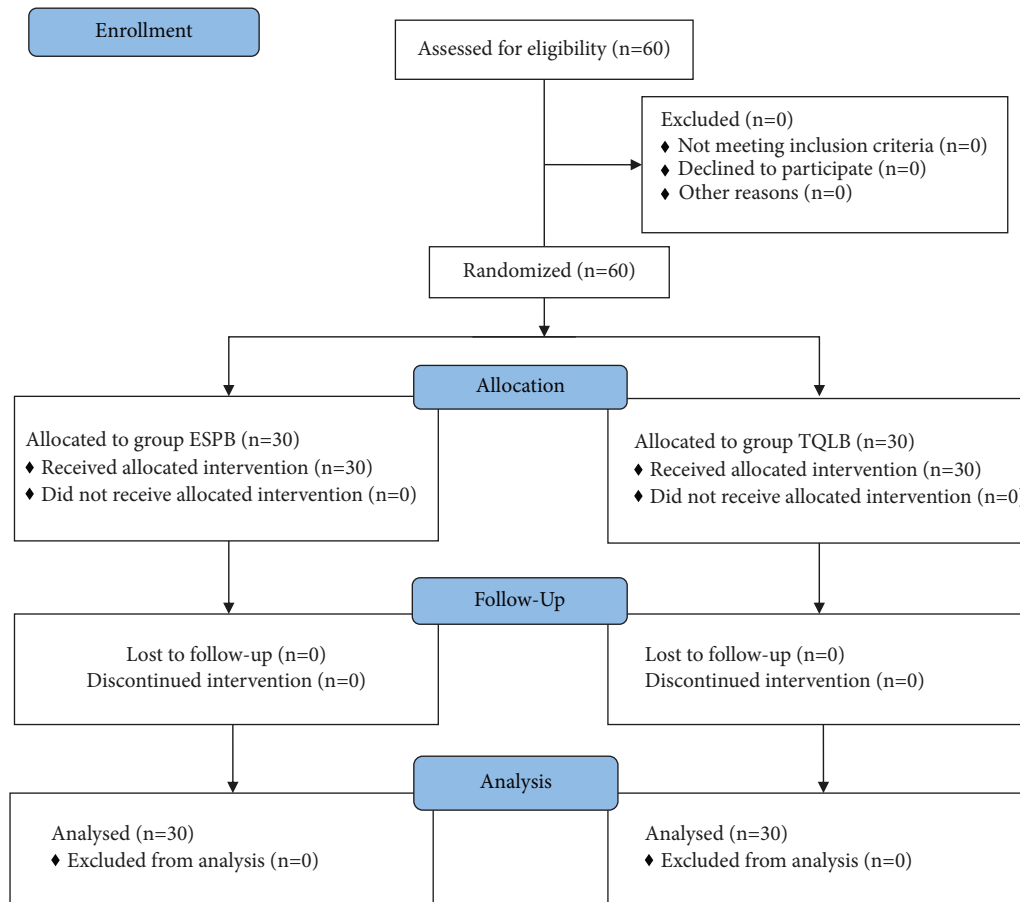 Enrollment
Assessed for eligibility (n=60)
Excluded (n=0)
♦ Not meeting inclusion criteria (n=0)
♦ Declined to participate (n=0)
♦ Other reasons (n=0)
Randomized (n=60)
Allocation
Allocated to group ESPB (n=30)
♦ Received allocated intervention (n=30)
♦ Did not receive allocated intervention (n=0)
Allocated to group TQLB (n=30)
♦ Received allocated intervention (n=30)
♦ Did not receive allocated intervention (n=0)
Follow-Up
Lost to follow-up (n=0)
Discontinued intervention (n=0)
Lost to follow-up (n=0)
Discontinued intervention (n=0)
Analysis
Analysed (n=30)
♦ Excluded from analysis (n=0)
Analysed (n=30)
♦ Excluded from analysis (n=0)